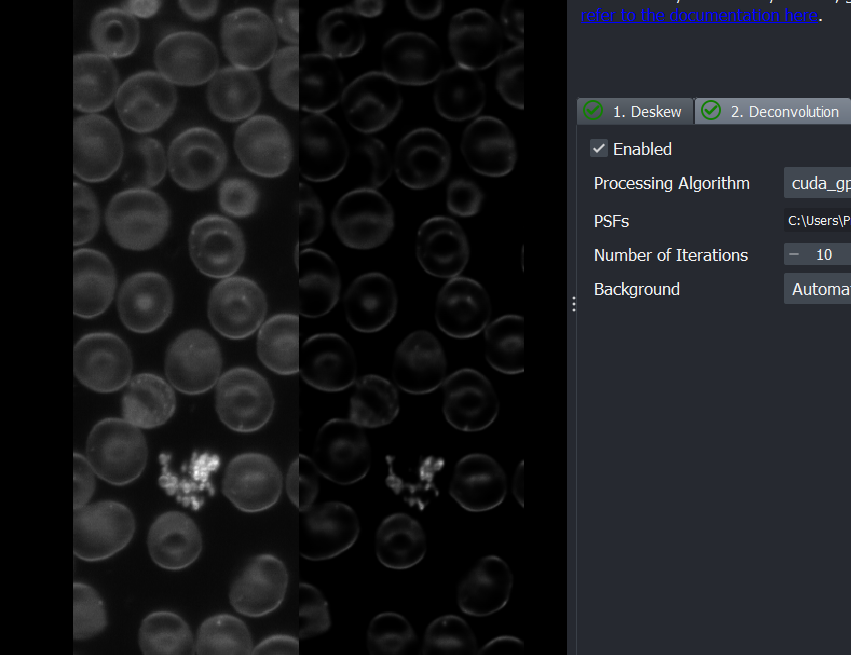 refer to the documentation here.
1. Deskew
2. Deconvolution
Enabled
Processing Algorithm
cuda_gp
PSFs
C:\Users\P
Number of Iterations
10
Background
Automa